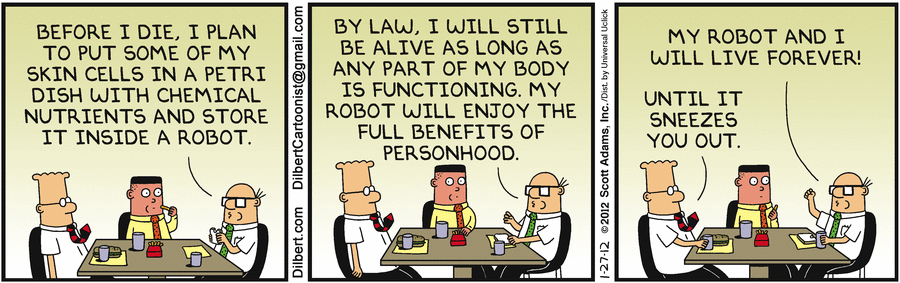 BEFORE I DIE, I PLAN
TO PUT SOME OF MY
SKIN CELLS IN A PETRI
DISH WITH CHEMICAL
NUTRIENTS AND STORE
IT INSIDE A ROBOT.
Dilbert.com DilbertCartoonist@gmail.com
BY LAW, I WILL STILL
BE ALIVE AS LONG AS
ANY PART OF MY BODY
IS FUNCTIONING. MY
ROBOT WILL ENJOY THE
FULL BENEFITS OF
PERSONHOOD.
1-27-12 ©2012 Scott Adams, Inc. /Dist. by Universal Uclick
MY ROBOT AND I
WILL LIVE FOREVER!
UNTIL IT
SNEEZES
YOU OUT.